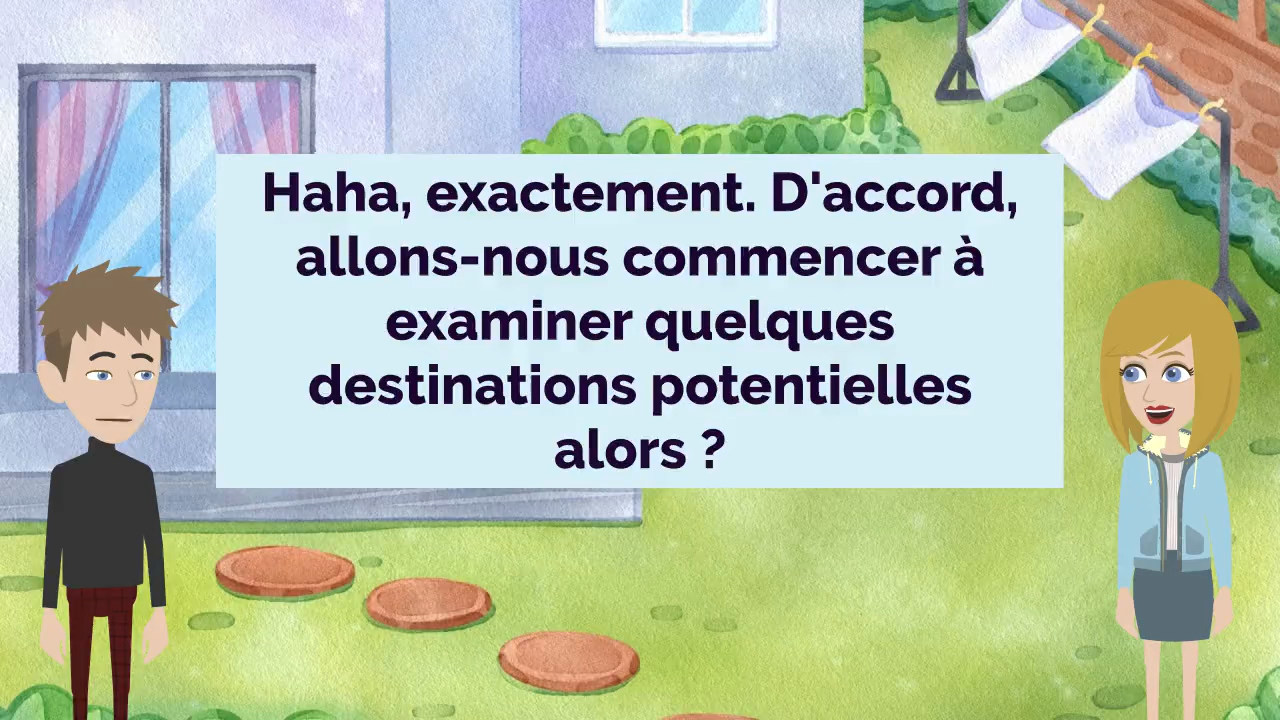 Haha, exactement. D'accord,
allons-nous commencer à
examiner quelques
destinations potentielles
alors ?